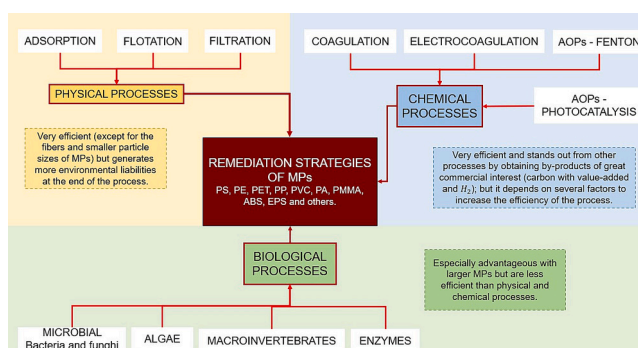 ADSORPTION
FLOTATION
FILTRATION
PHYSICAL PROCESSES
Very efficient (except for the
fibers and smaller particle
sizes of MPs) but generates
more environmental liabilities
at the end of the process.
COAGULATION
ELECTROCOAGULATION
AOPs - FENTON
CHEMICAL
PROCESSES
AOPs -
PHOTOCATALYSIS
Very efficient and stands out from other
processes by obtaining by-products of great
commercial interest (carbon with value-added
and H₂); but it depends on several factors to
increase the efficiency of the process.
REMEDIATION STRATEGIES
OF MPs
PS, PE, PET, PP, PVC, PA, PMMA,
ABS, EPS and others.
BIOLOGICAL
PROCESSES
Especially advantageous with
larger MPs but are less
efficient than physical and
chemical processes.
MICROBIAL
Bacteria and funghi
ALGAE
MACROINVERTEBRATES
ENZYMES